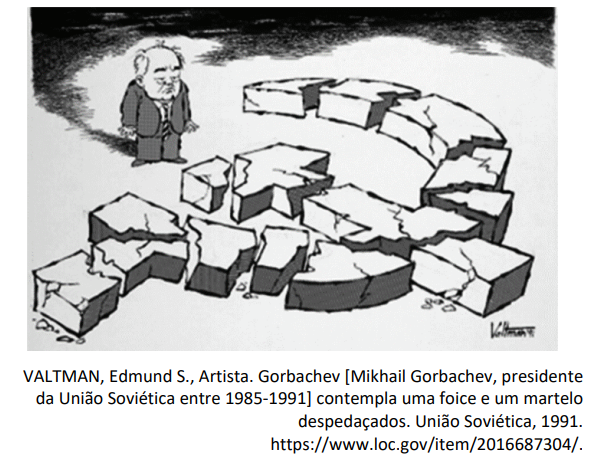 Valtman '91
VALTMAN, Edmund S., Artista. Gorbachev [Mikhail Gorbachev, presidente
da União Soviética entre 1985-1991] contempla uma foice e um martelo
despedaçados. União Soviética, 1991.
https://www.loc.gov/item/2016687304/.